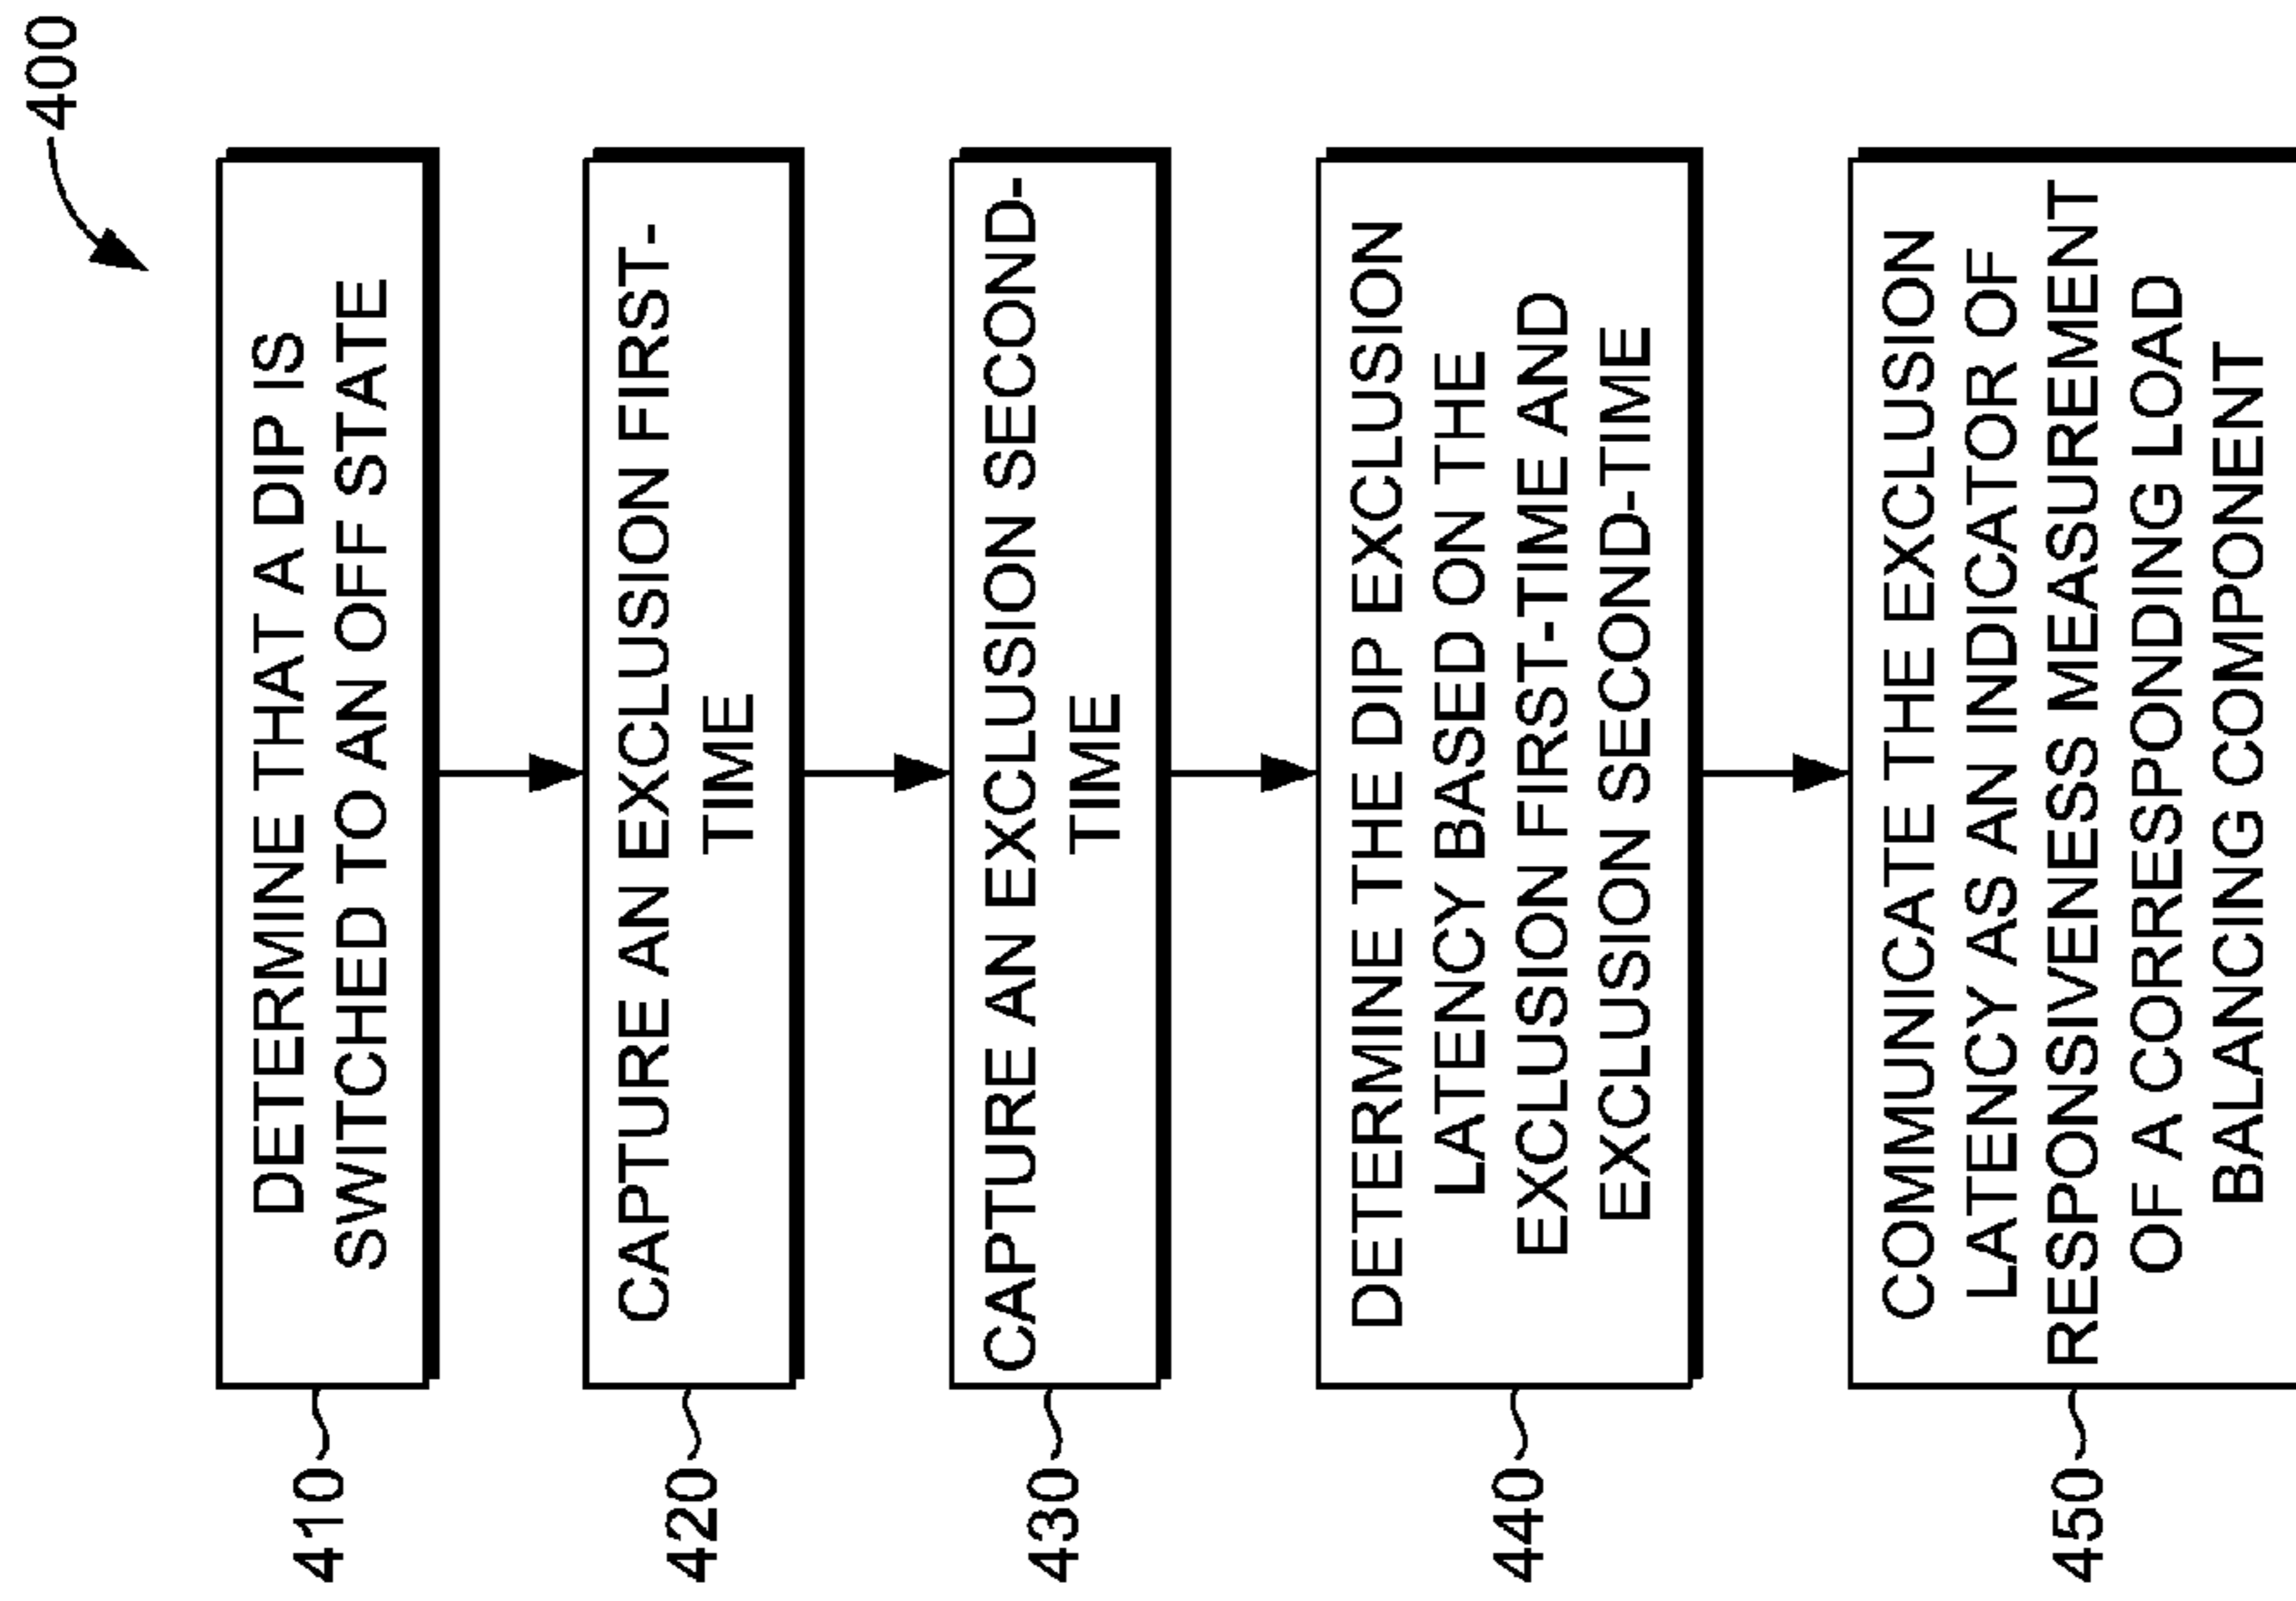 400
410
DETERMINE THAT A DIP IS
SWITCHED TO AN OFF STATE
420
CAPTURE AN EXCLUSION FIRST-
TIME
430
CAPTURE AN EXCLUSION SECOND-
TIME
440
DETERMINE THE DIP EXCLUSION
LATENCY BASED ON THE
EXCLUSION FIRST-TIME AND
EXCLUSION SECOND-TIME
450
COMMUNICATE THE EXCLUSION
LATENCY AS AN INDICATOR OF
RESPONSIVENESS MEASUREMENT
OF A CORRESPONDING LOAD
BALANCING COMPONENT